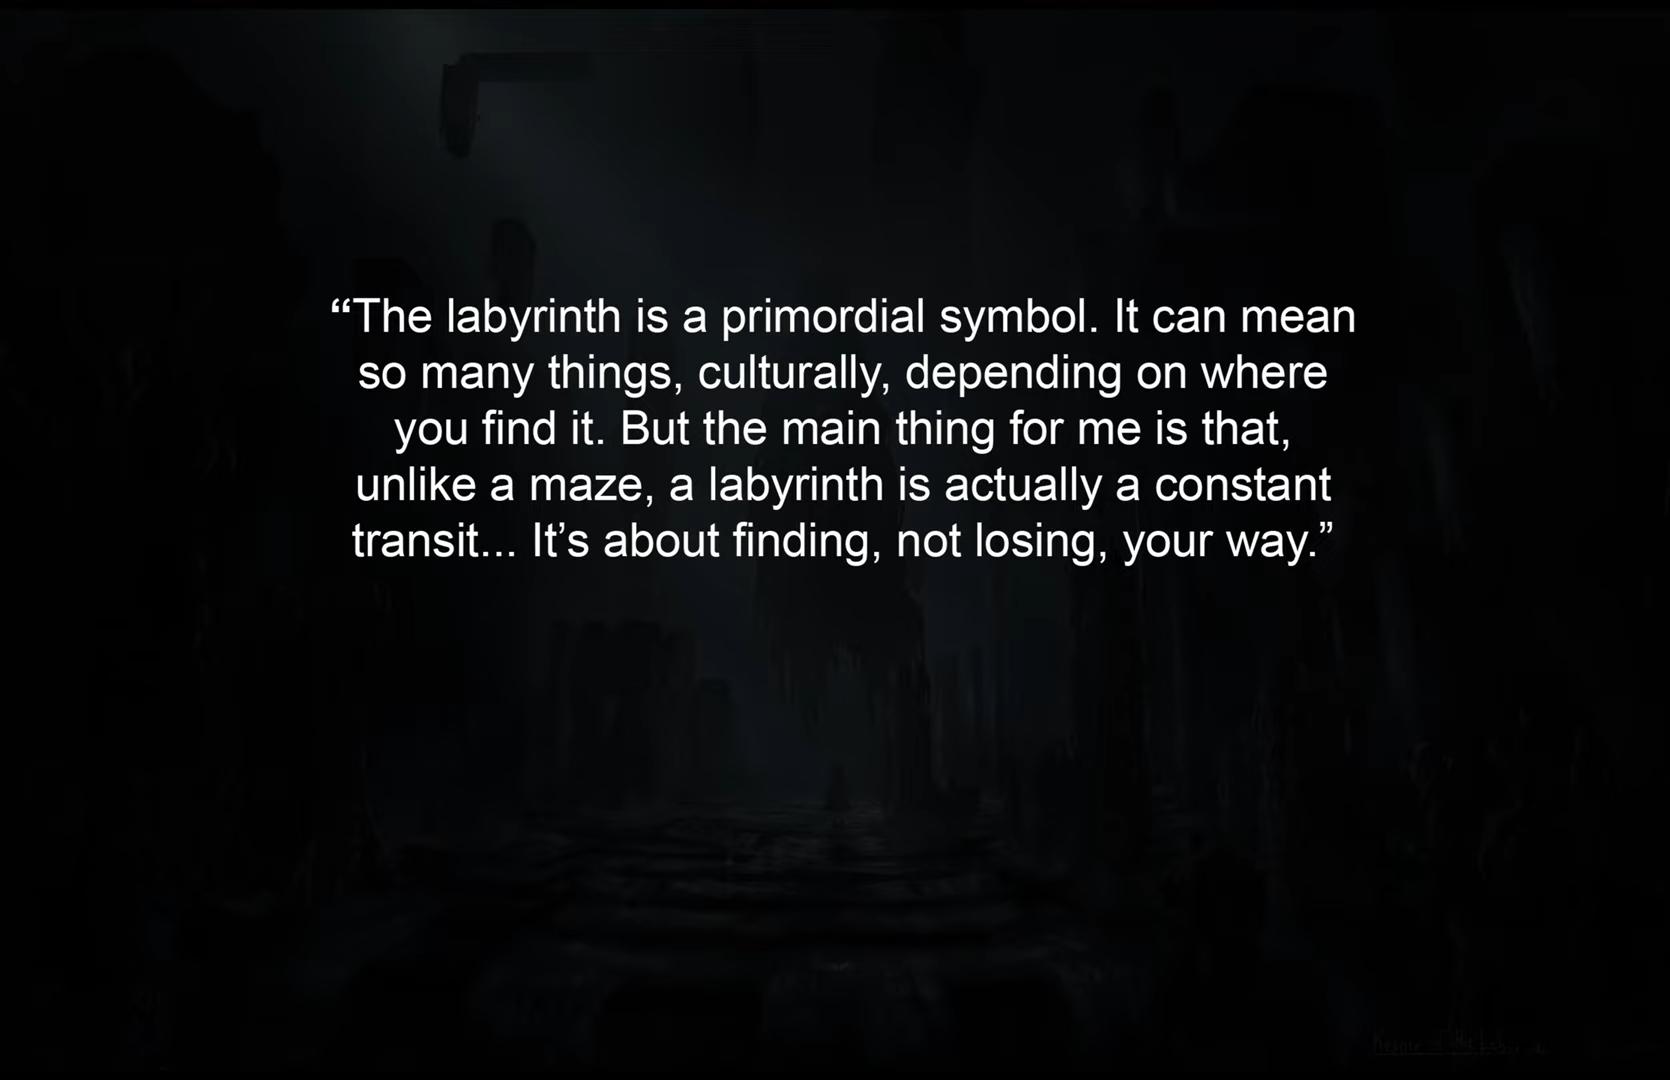 “The labyrinth is a primordial symbol. It can mean
so many things, culturally, depending on where
you find it. But the main thing for me is that,
unlike a maze, a labyrinth is actually a constant
transit... It’s about finding, not losing, your way.”